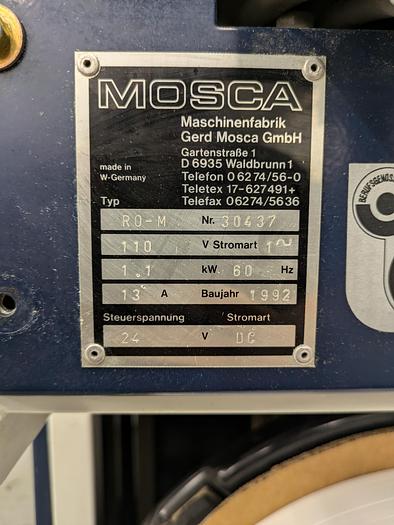 MOSCA
Maschinenfabrik
Gerd Mosca GmbH
Gartenstraße 1
D 6935 Waldbrunn 1
made in W-Germany
Telefon 0 6274/56-0
Teletex 17-627491+
Telefax 06274/5636
Typ
RO-M Nr. 30437
110 V Stromart 1~
1.1 kW 60 Hz
13 A Baujahr 1992
Steuerspannung Stromart
24 V DC